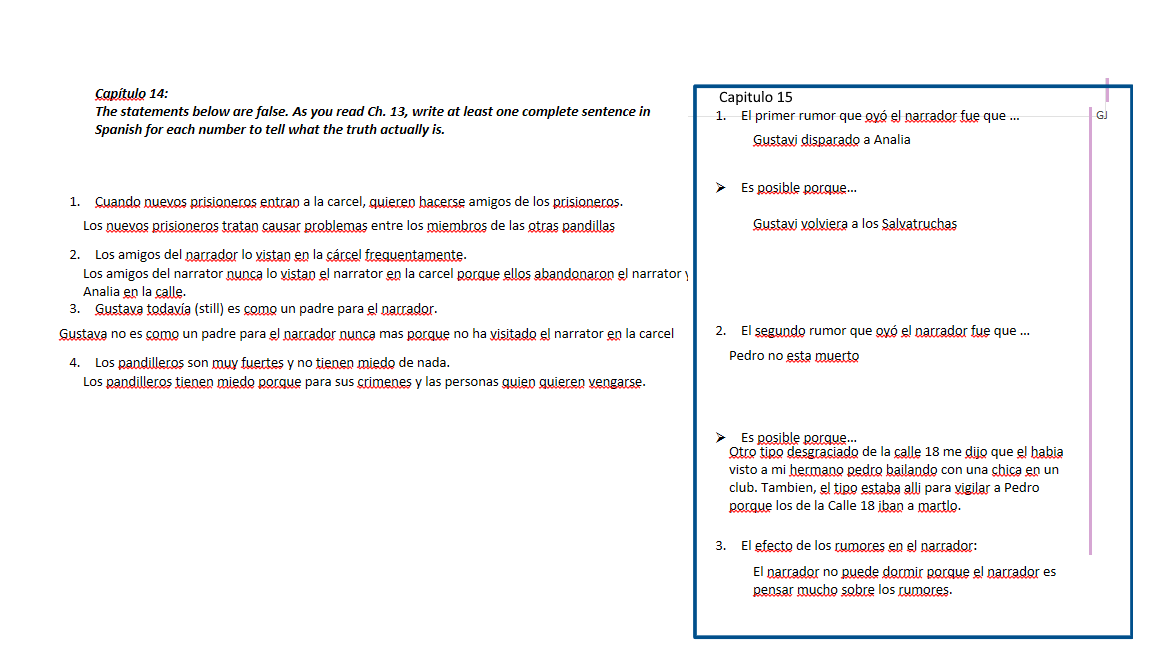 Capítulo 14:
The statements below are false. As you read Ch. 13, write at least one complete sentence in
Spanish for each number to tell what the truth actually is.
1. Cuando nuevos prisioneros entran a la carcel, quieren hacerse amigos de los prisioneros.
Los nuevos prisioneros tratan causar problemas entre los miembros de las otras pandillas
2. Los amigos del narrador lo vistan en la cárcel frequentamente.
Los amigos del narrator nunca lo vistan el narrator en la carcel porque ellos abandonaron el narrator y
Analia en la calle.
3. Gustava todavía (still) es como un padre para el narrador.
Gustava no es como un padre para el narrador nunca mas porque no ha visitado el narrator en la carcel
4. Los pandilleros son muy fuertes y no tienen miedo de nada.
Los pandilleros tienen miedo porque para sus crimenes y las personas quien quieren vengarse.
Capitulo 15
1. El primer rumor que oyó el narrador fue que ...
GJ
Gustavi disparado a Analia
➤ Es posible porque...
Gustavi volviera a los Salvatruchas
2. El segundo rumor que oyó el narrador fue que ...
Pedro no esta muerto
➤ Es posible porque...
Otro tipo desgraciado de la calle 18 me dijo que el habia
visto a mi hermano pedro bailando con una chica en un
club. Tambien, el tipo estaba alli para vigilar a Pedro
porque los de la Calle 18 iban a martlo.
3. El efecto de los rumores en el narrador:
El narrador no puede dormir porque el narrador es
pensar mucho sobre los rumores.